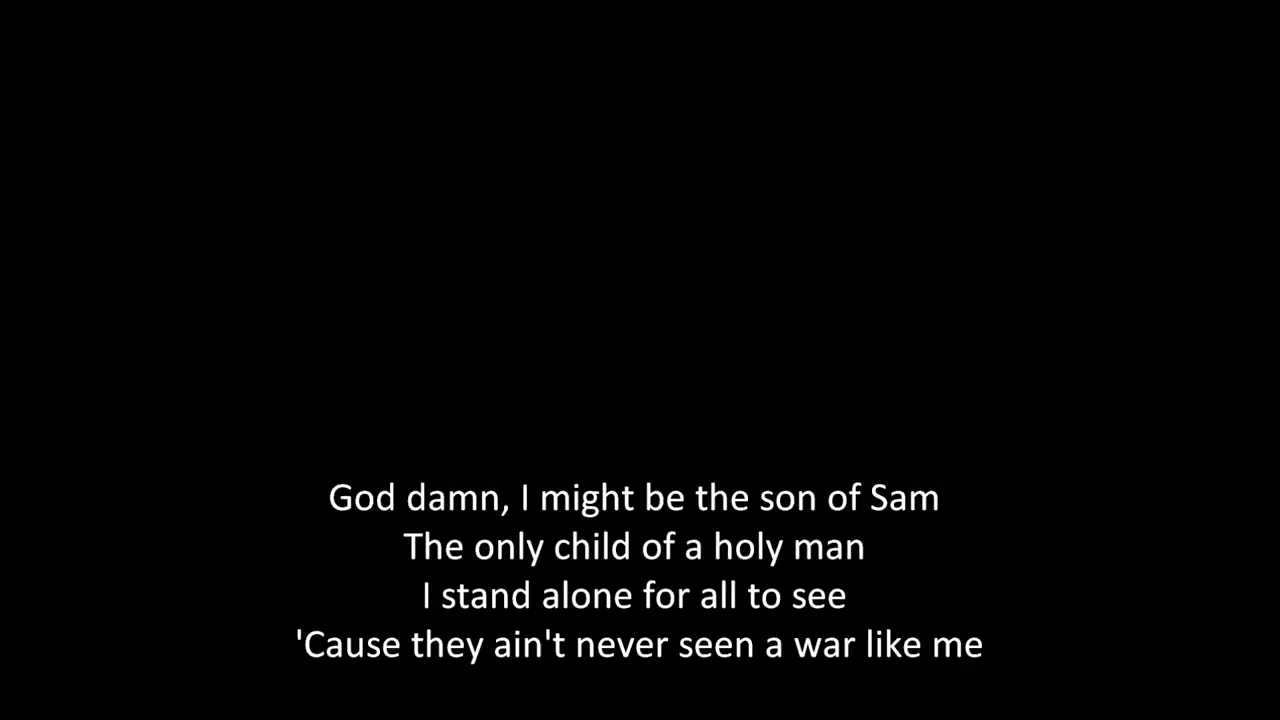 God damn, I might be the son of Sam
The only child of a holy man
I stand alone for all to see
'Cause they ain't never seen a war like me